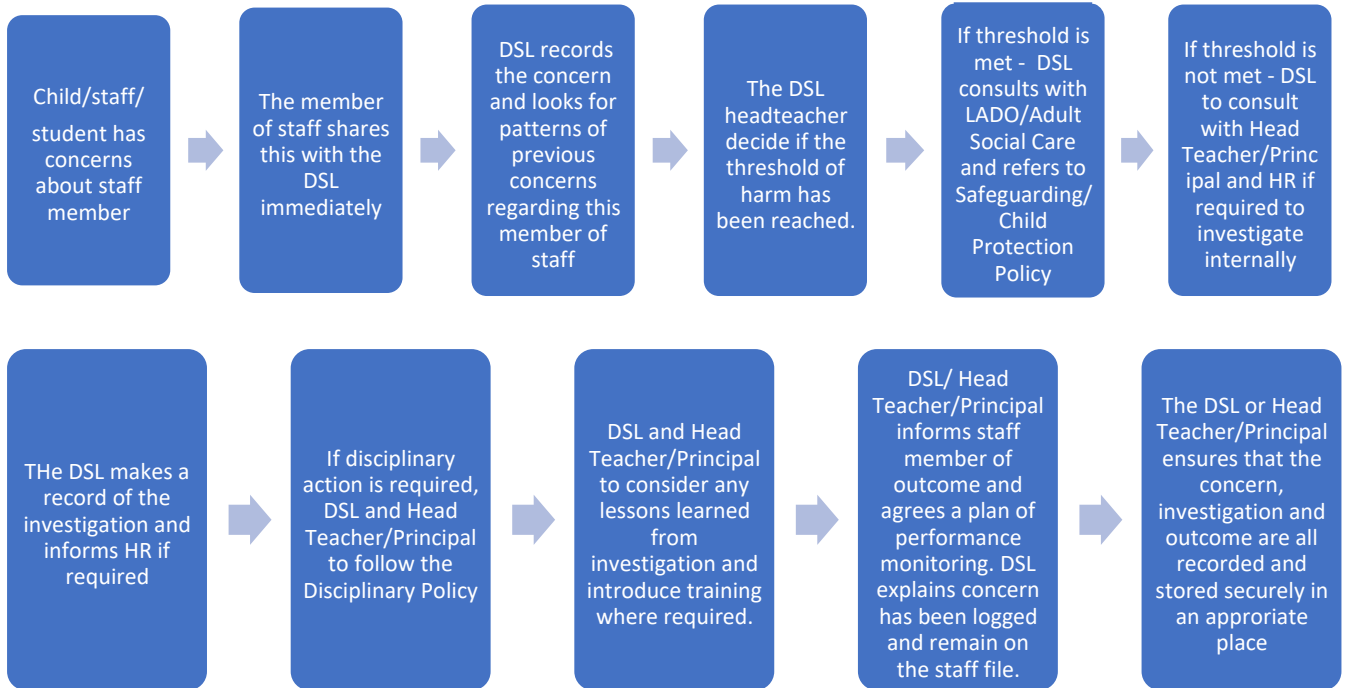 Child/staff/
student has
concerns
about staff
member
The member
of staff shares
this with the
DSL
immediately
DSL records
the concern
and looks for
patterns of
previous
concerns
regarding this
member of
staff
The DSL
headteacher
decide if the
threshold of
harm has
been reached.
If threshold is
met - DSL
consults with
LADO/Adult
Social Care
and refers to
Safeguarding/
Child
Protection
Policy
If threshold is
not met - DSL
to consult
with Head
Teacher/Princ
ipal and HR if
required to
investigate
internally
THe DSL makes a
record of the
investigation and
informs HR if
required
If disciplinary
action is required,
DSL and Head
Teacher/Principal
to follow the
Disciplinary Policy
DSL and Head
Teacher/Principal
to consider any
lessons learned
from
investigation and
introduce training
where required.
DSL/ Head
Teacher/Principal
informs staff
member of
outcome and
agrees a plan of
performance
monitoring. DSL
explains concern
has been logged
and remain on
the staff file.
The DSL or Head
Teacher/Principal
ensures that the
concern,
investigation and
outcome are all
recorded and
stored securely in
an approriate
place